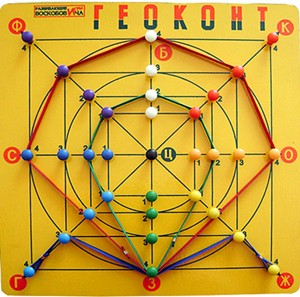 РАЗВИВАЮЩИЕ ИГРЫ
ВОСКОБОВИЧА
ГЕОКОНТ
Ф К
Б
С Ц О
Г З Ж